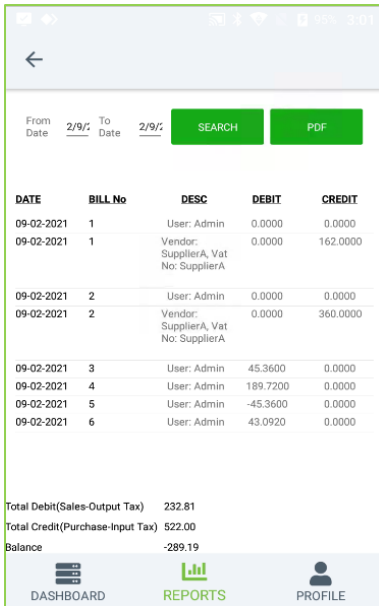 95% 3:01
From Date 2/9/2 To Date 2/9/2 SEARCH PDF
DATE BILL No DESC DEBIT CREDIT
09-02-2021 1 User: Admin 0.0000 0.0000
09-02-2021 1 Vendor: 0.0000 162.0000
SupplierA, Vat
No: SupplierA
09-02-2021 2 User: Admin 0.0000 0.0000
09-02-2021 2 Vendor: 0.0000 360.0000
SupplierA, Vat
No: SupplierA
09-02-2021 3 User: Admin 45.3600 0.0000
09-02-2021 4 User: Admin 189.7200 0.0000
09-02-2021 5 User: Admin -45.3600 0.0000
09-02-2021 6 User: Admin 43.0920 0.0000
Total Debit(Sales-Output Tax) 232.81
Total Credit(Purchase-Input Tax) 522.00
Balance -289.19
DASHBOARD REPORTS PROFILE